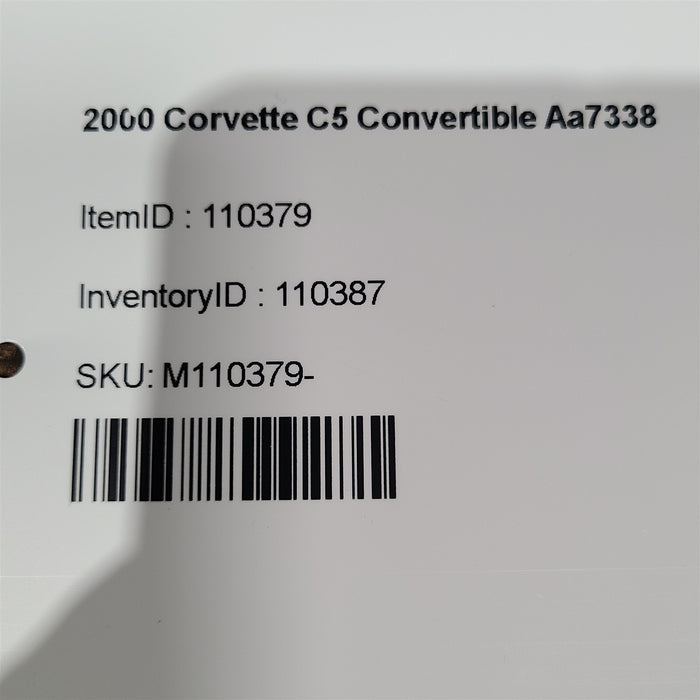 2000 Corvette C5 Convertible Aa7338
ItemID : 110379
InventoryID : 110387
SKU: M110379-